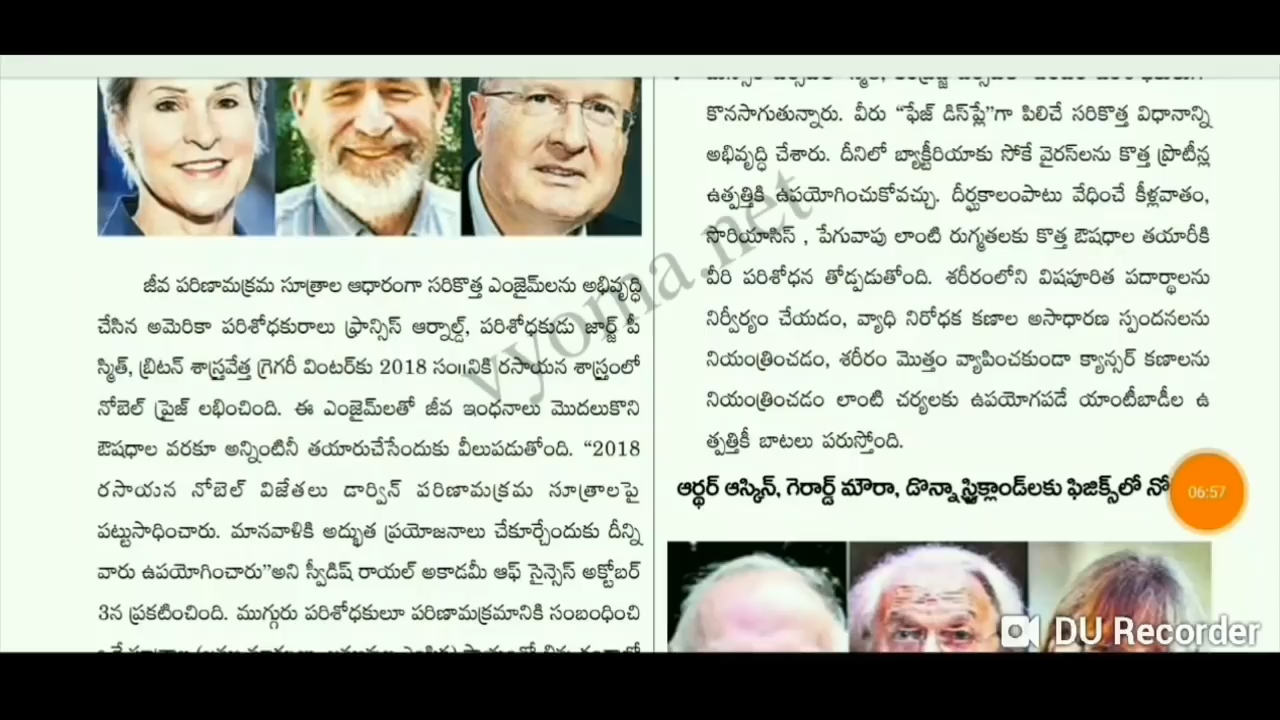 జీవ పరిణామక్రమ సూత్రాల ఆధారంగా సరికొత్త ఎంజైమ్‌లను అభివృద్ధి
చేసిన అమెరికా పరిశోధకురాలు ఫ్రాన్సిస్ ఆర్నాల్డ్, పరిశోధకుడు జార్జ్ పీ
స్మిత్, బ్రిటన్ శాస్త్రవేత్త గ్రెగరీ వింటర్‌కు 2018 సం॥నికి రసాయన శాస్త్రంలో
నోబెల్ ప్రైజ్ లభించింది. ఈ ఎంజైమ్‌లతో జీవ ఇంధనాలు మొదలుకొని
ఔషధాల వరకూ అన్నింటినీ తయారుచేసేందుకు వీలుపడుతోంది. “2018
రసాయన నోబెల్ విజేతలు డార్విన్ పరిణామక్రమ సూత్రాలపై
పట్టుసాధించారు. మానవాళికి అద్భుత ప్రయోజనాలు చేకూర్చేందుకు దీన్ని
వారు ఉపయోగించారు”అని స్వీడిష్ రాయల్ అకాడమీ ఆఫ్ సైన్సెస్ అక్టోబర్
3న ప్రకటించింది. ముగ్గురు పరిశోధకులూ పరిణామక్రమానికి సంబంధించి
కొనసాగుతున్నారు. వీరు “ఫేజ్ డిస్‌ప్లే”గా పిలిచే సరికొత్త విధానాన్ని
అభివృద్ధి చేశారు. దీనిలో బ్యాక్టీరియాకు సోకే వైరస్‌లను కొత్త ప్రొటీన్ల
ఉత్పత్తికి ఉపయోగించుకోవచ్చు. దీర్ఘకాలంపాటు వేధించే కీళ్లవాతం,
సొరియాసిస్ , పేగువాపు లాంటి రుగ్మతలకు కొత్త ఔషధాల తయారీకి
వీరి పరిశోధన తోడ్పడుతోంది. శరీరంలోని విషపూరిత పదార్థాలను
నిర్వీర్యం చేయడం, వ్యాధి నిరోధక కణాల అసాధారణ స్పందనలను
నియంత్రించడం, శరీరం మొత్తం వ్యాపించకుండా క్యాన్సర్ కణాలను
నియంత్రించడం లాంటి చర్యలకు ఉపయోగపడే యాంటీబాడీల ఉ
త్పత్తికీ బాటలు పరుస్తోంది.
ఆర్థర్ ఆస్కిన్, గెరార్డ్ మౌరా, డొన్నాస్ట్రిక్లాండ్‌లకు ఫిజిక్స్‌లో నో
06:57
vyoma.net
DU Recorder